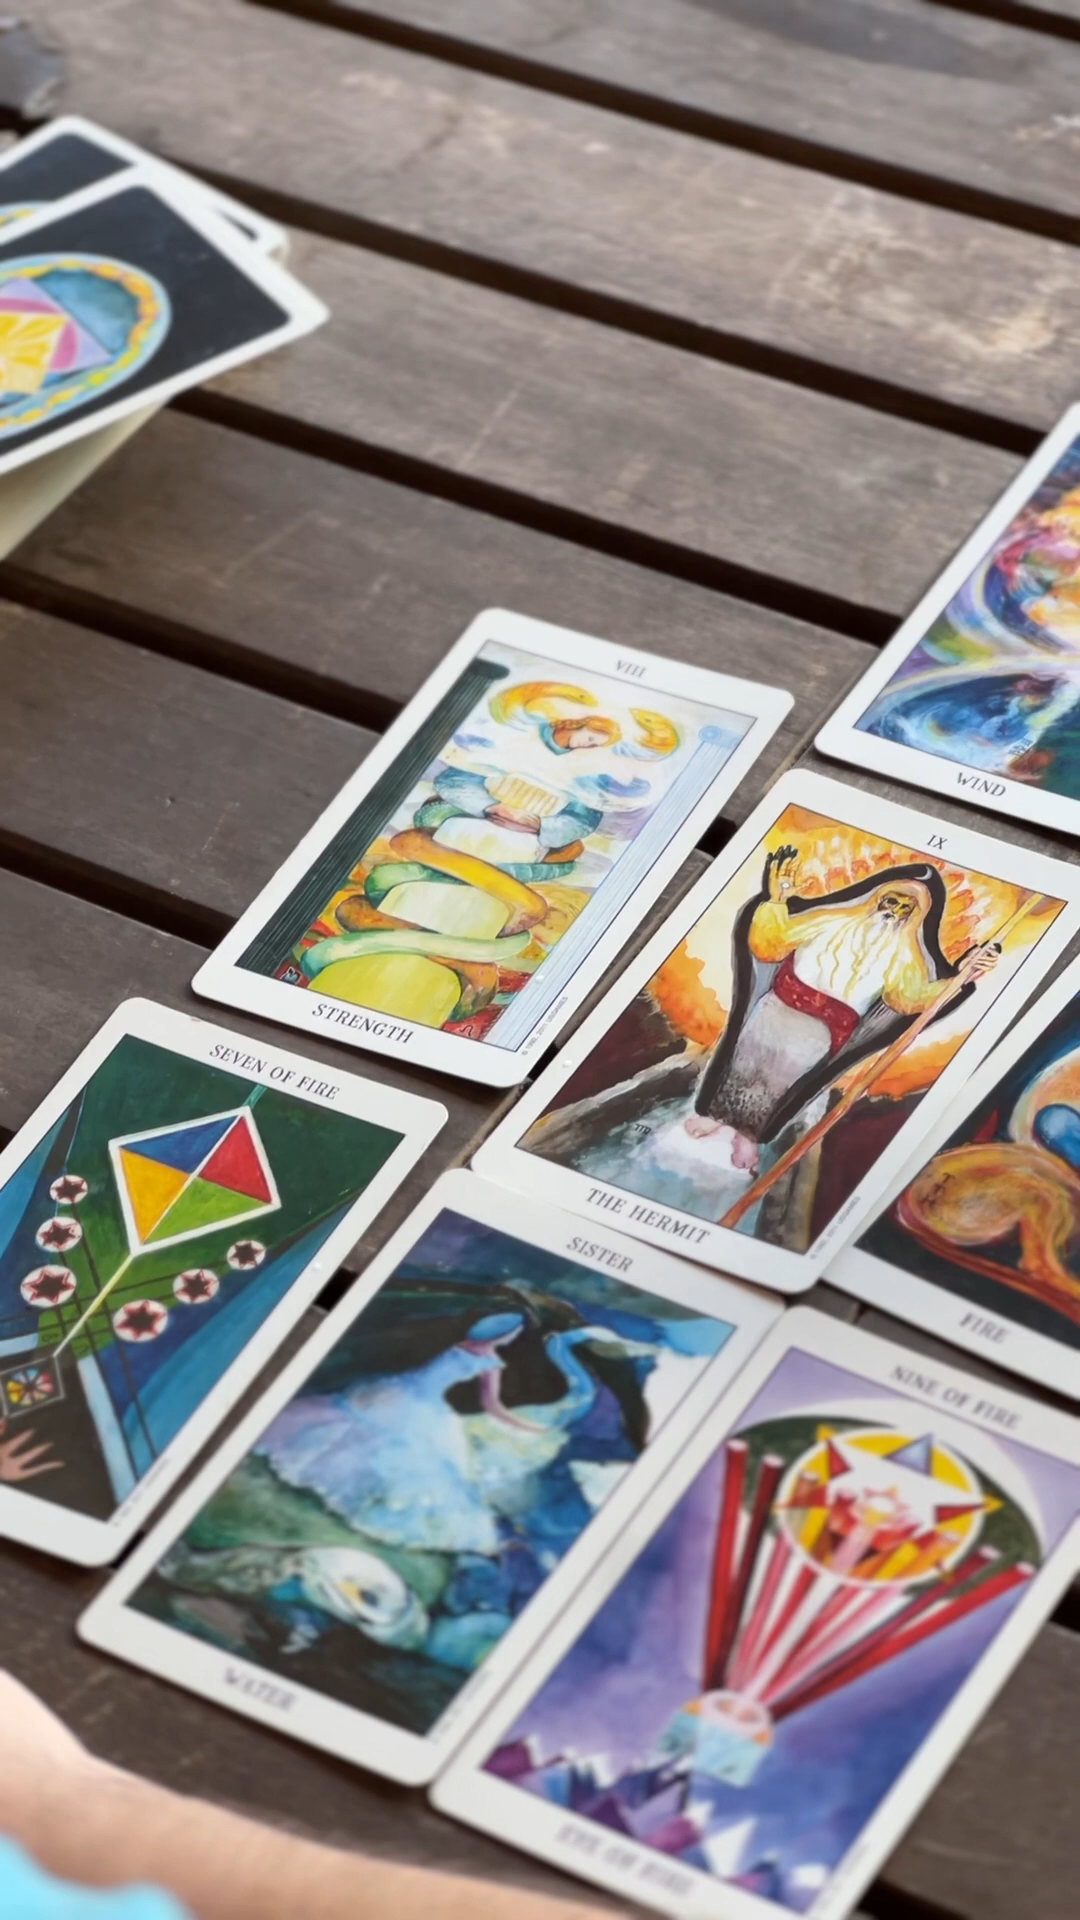 VIII
STRENGTH
WIND
IX
THE HERMIT
FIRE
SEVEN OF FIRE
SISTER
WATER
NINE OF FIRE